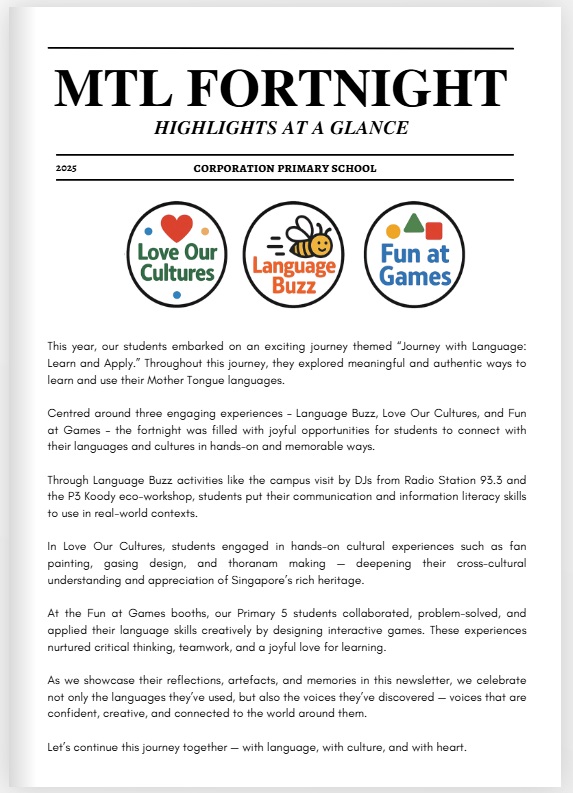 MTL FORTNIGHT
HIGHLIGHTS AT A GLANCE
2025 CORPORATION PRIMARY SCHOOL
Love Our
Cultures
Language
Buzz
Fun at
Games
This year, our students embarked on an exciting journey themed “Journey with Language:
Learn and Apply.” Throughout this journey, they explored meaningful and authentic ways to
learn and use their Mother Tongue languages.
Centred around three engaging experiences – Language Buzz, Love Our Cultures, and Fun
at Games – the fortnight was filled with joyful opportunities for students to connect with
their languages and cultures in hands-on and memorable ways.
Through Language Buzz activities like the campus visit by DJs from Radio Station 93.3 and
the P3 Koody eco-workshop, students put their communication and information literacy skills
to use in real-world contexts.
In Love Our Cultures, students engaged in hands-on cultural experiences such as fan
painting, gasing design, and thoranam making — deepening their cross-cultural
understanding and appreciation of Singapore’s rich heritage.
At the Fun at Games booths, our Primary 5 students collaborated, problem-solved, and
applied their language skills creatively by designing interactive games. These experiences
nurtured critical thinking, teamwork, and a joyful love for learning.
As we showcase their reflections, artefacts, and memories in this newsletter, we celebrate
not only the languages they’ve used, but also the voices they’ve discovered — voices that are
confident, creative, and connected to the world around them.
Let’s continue this journey together — with language, with culture, and with heart.